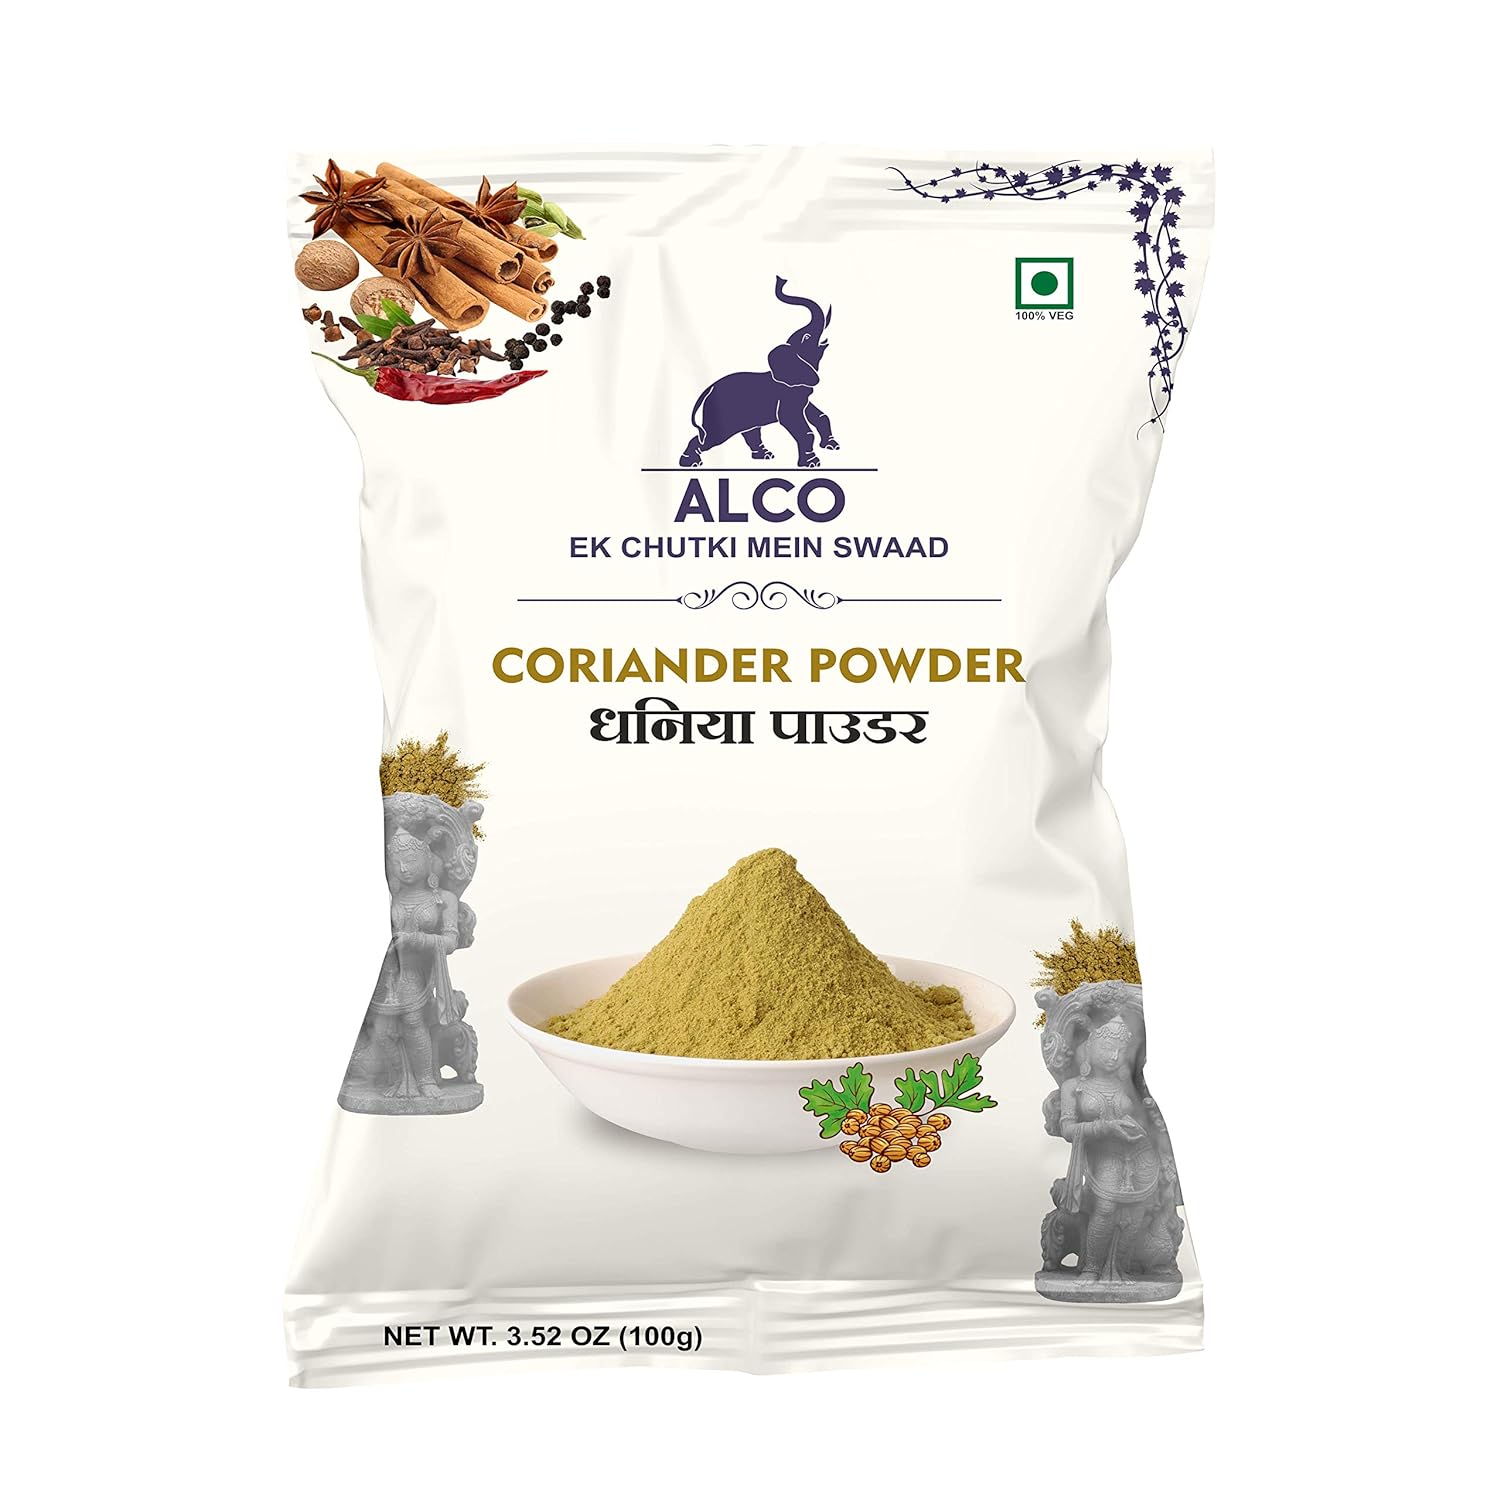 100% VEG
ALCO
EK CHUTKI MEIN SWAAD
CORIANDER POWDER
धनिया पाउडर
NET WT. 3.52 OZ (100g)